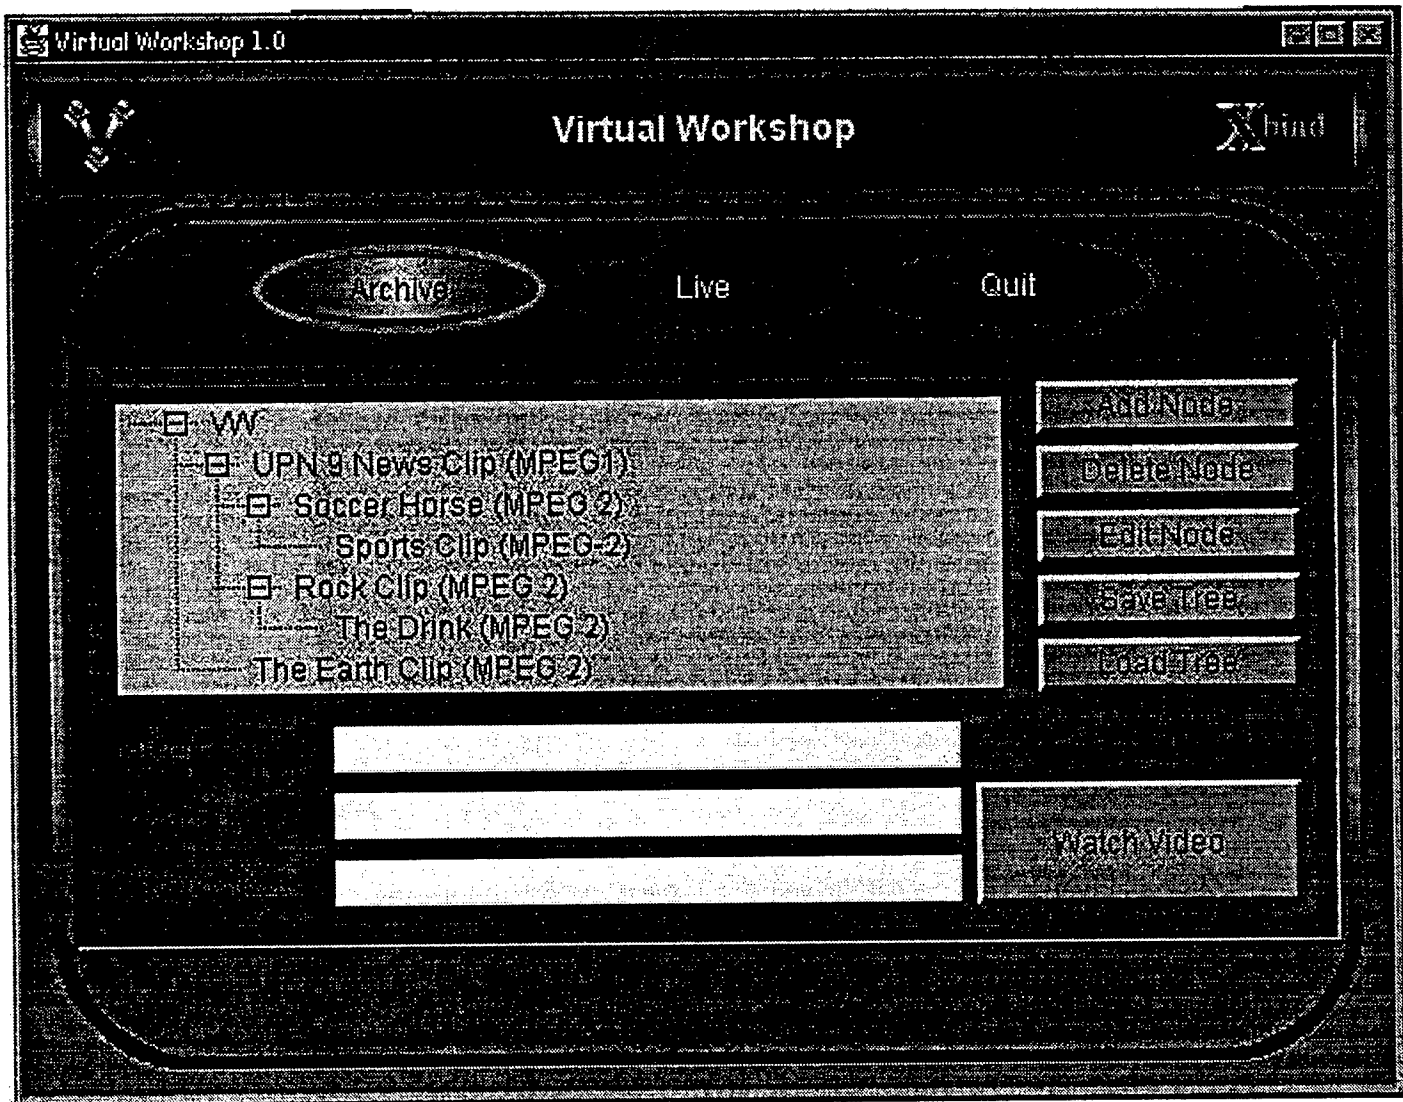 Virtual Workshop 1.0
Virtual Workshop
Xbind
Archive
Live
Quit
VW
UPN 9 News Clip (MPEG1)
Soccer Horse (MPEG 2)
Sports Clip (MPEG-2)
Rock Clip (MPEG 2)
The Drink (MPEG 2)
The Earth Clip (MPEG 2)
Add Node
Delete Node
Edit Node
Save Tree
Load Tree
Watch Video